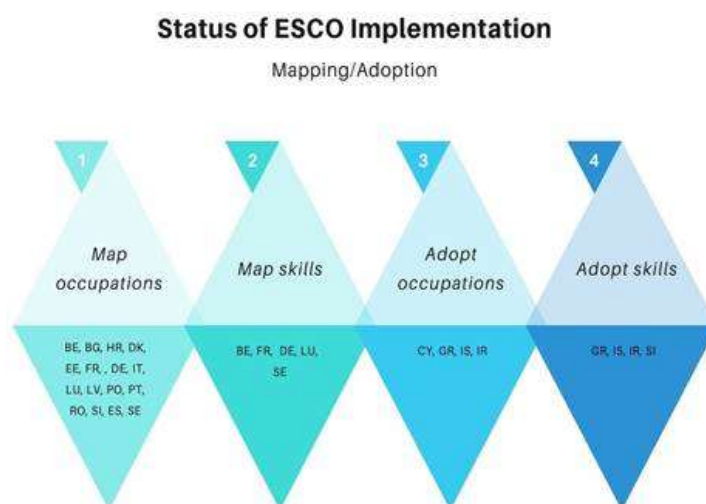 Status of ESCO Implementation
Mapping/Adoption
1
2
3
4
Map
occupations
Map skills
Adopt
occupations
Adopt skills
BE, BG, HR, DK,
EE, FR, . DE, IT,
LU, LV, PO, PT,
RO, SI, ES, SE
BE, FR, DE, LU,
SE
CY, GR, IS, IR
GR, IS, IR, SI